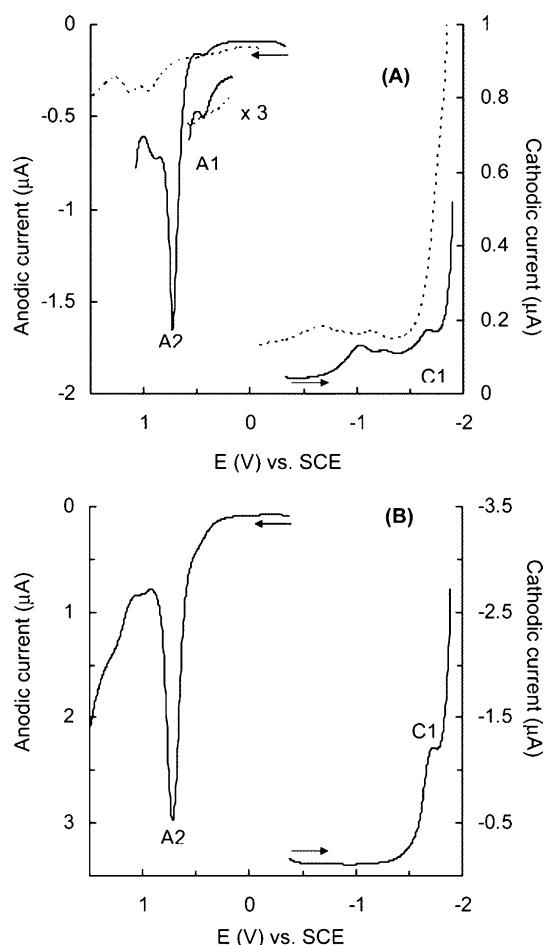 0
-0.5
-1
-1.5
-2
Anodic current (µA)
(A)
x 3
A1
A2
C1
1
0.8
0.6
0.4
0.2
0
Cathodic current (µA)
1 0 -1 -2
E (V) vs. SCE
0
1
2
3
Anodic current (µA)
(B)
A2
C1
-3.5
-2.5
-1.5
-0.5
Cathodic current (µA)
1 0 -1 -2
E (V) vs. SCE